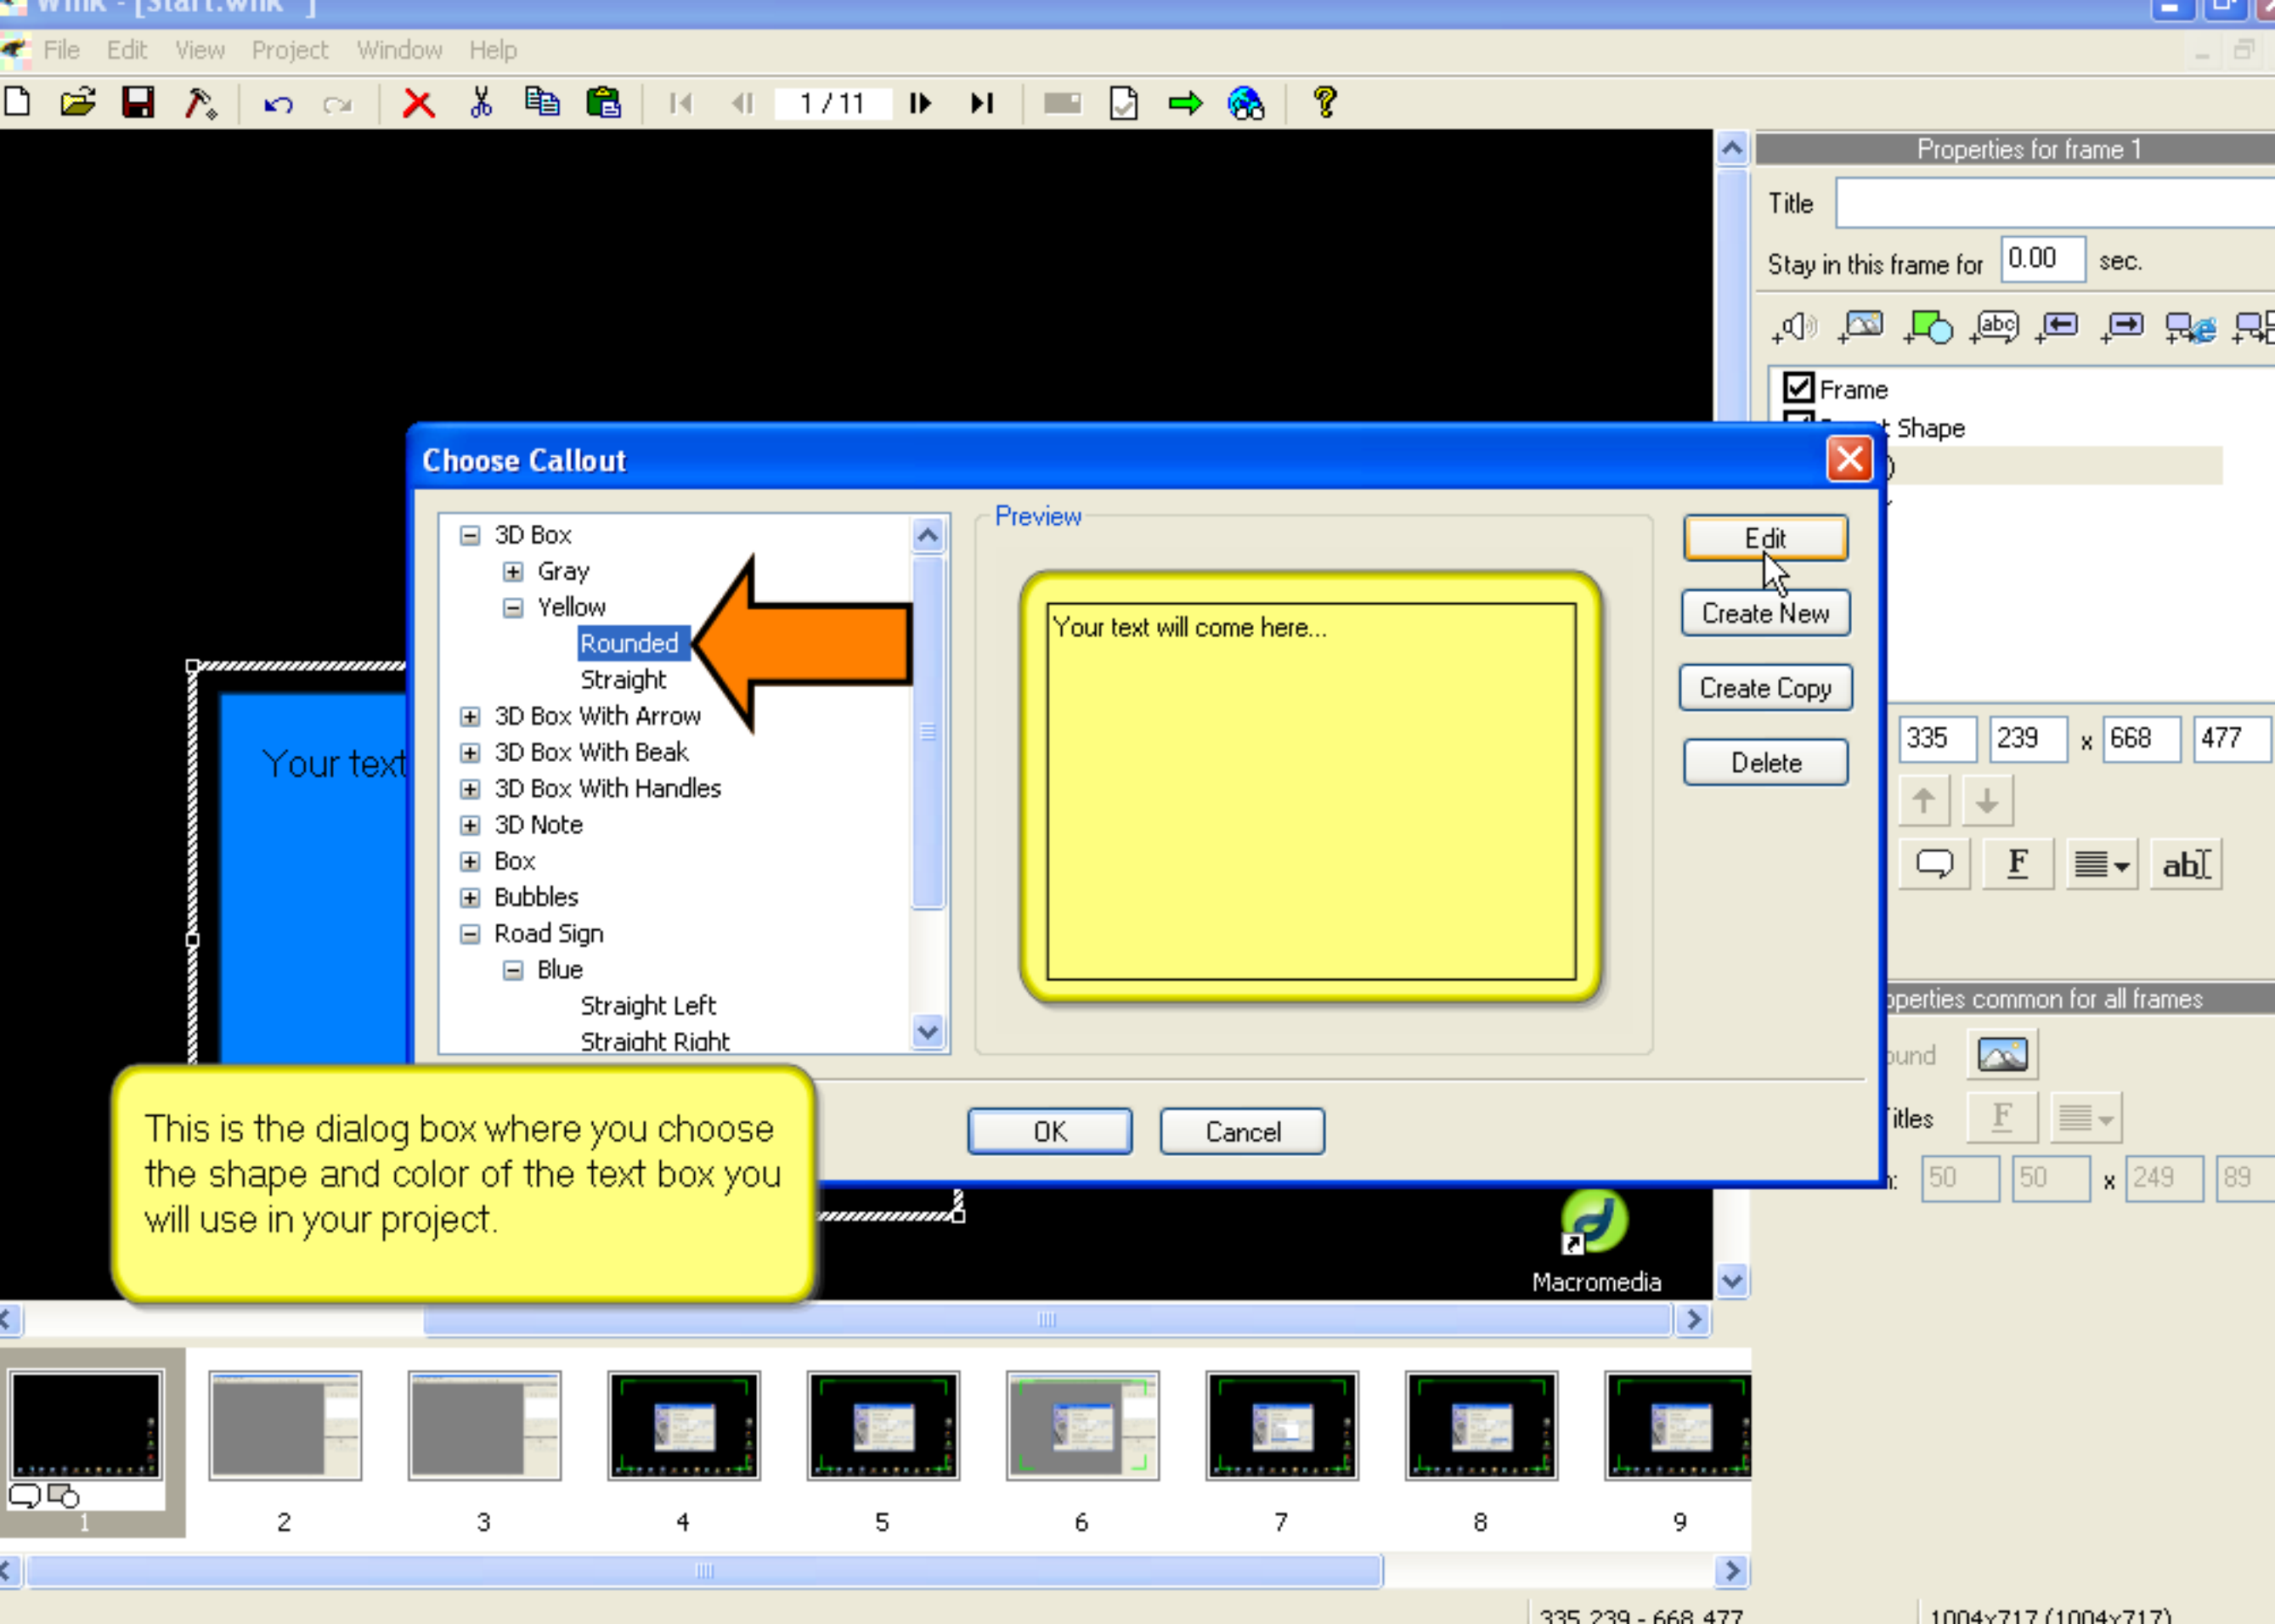 Wink - [Start.wnk *]
File Edit View Project Window Help
1 / 11
Properties for frame 1
Title
Stay in this frame for 0.00 sec.
abc
Frame
Shape
Choose Callout
3D Box
Gray
Yellow
Rounded
Straight
3D Box With Arrow
3D Box With Beak
3D Box With Handles
3D Note
Box
Bubbles
Road Sign
Blue
Straight Left
Straight Right
Preview
Your text will come here...
Edit
Create New
Create Copy
Delete
OK Cancel
Your text
335 239 x 668 477
F ab
perties common for all frames
ound
itles F
50 50 x 249 89
This is the dialog box where you choose
the shape and color of the text box you
will use in your project.
Macromedia
1 2 3 4 5 6 7 8 9
335,239 - 668,477 1004x717 (1004x717)